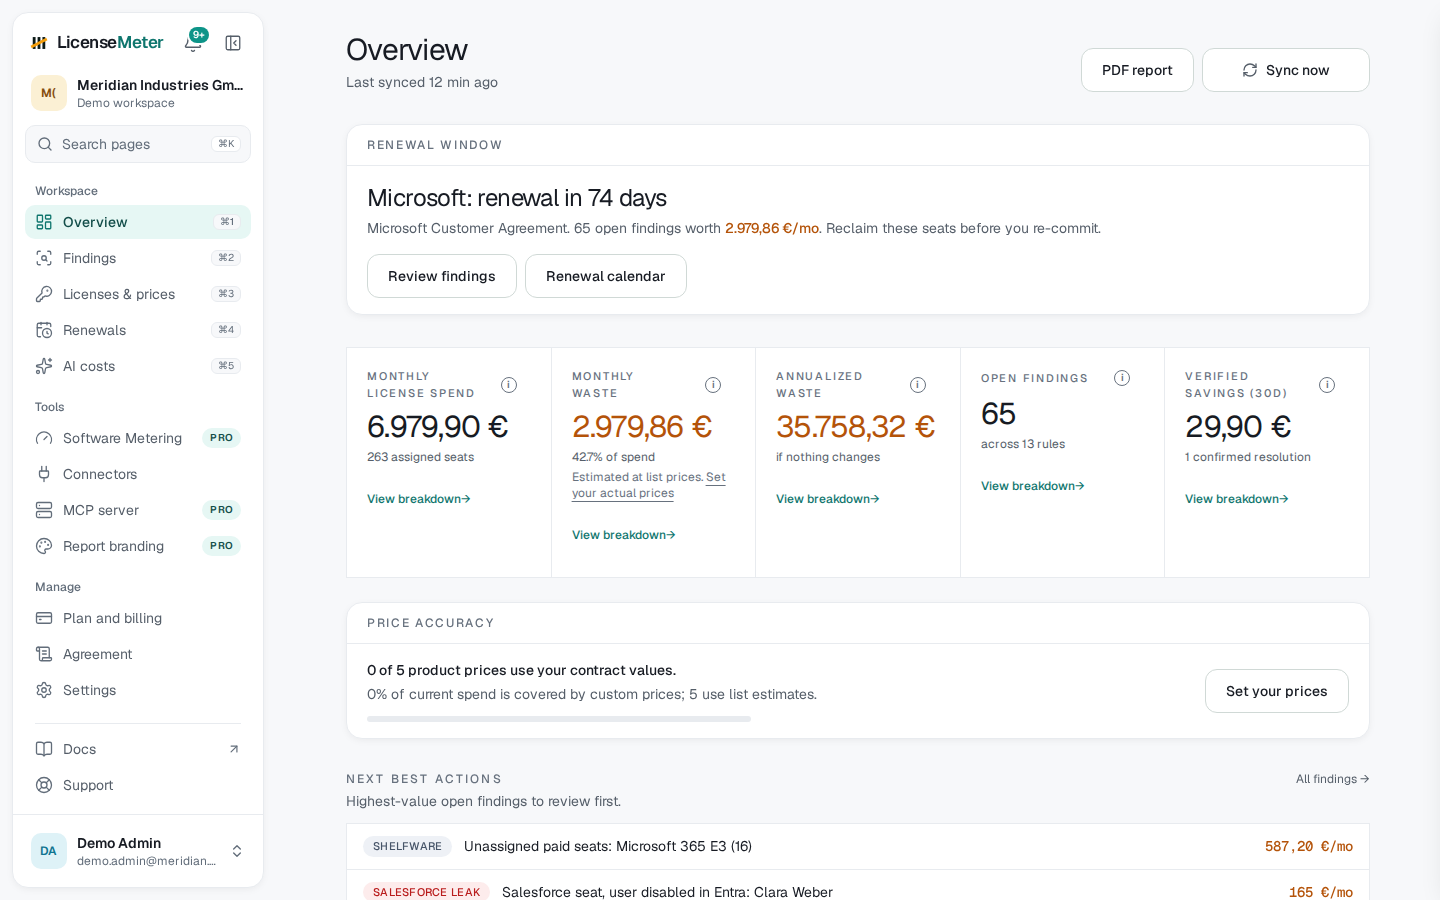 LicenseMeter
9+
M(
Meridian Industries Gm...
Demo workspace
Search pages
⌘K
Workspace
Overview
⌘1
Findings
⌘2
Licenses & prices
⌘3
Renewals
⌘4
AI costs
⌘5
Tools
Software Metering
PRO
Connectors
MCP server
PRO
Report branding
PRO
Manage
Plan and billing
Agreement
Settings
Docs
Support
DA
Demo Admin
demo.admin@meridian....
Overview
Last synced 12 min ago
PDF report
Sync now
RENEWAL WINDOW
Microsoft: renewal in 74 days
Microsoft Customer Agreement. 65 open findings worth 2.979,86 €/mo. Reclaim these seats before you re-commit.
Review findings
Renewal calendar
MONTHLY
LICENSE SPEND
6.979,90 €
263 assigned seats
View breakdown→
MONTHLY
WASTE
2.979,86 €
42.7% of spend
Estimated at list prices. Set
your actual prices
View breakdown→
ANNUALIZED
WASTE
35.758,32 €
if nothing changes
View breakdown→
OPEN FINDINGS
65
across 13 rules
View breakdown→
VERIFIED
SAVINGS (30D)
29,90 €
1 confirmed resolution
View breakdown→
PRICE ACCURACY
0 of 5 product prices use your contract values.
0% of current spend is covered by custom prices; 5 use list estimates.
Set your prices
NEXT BEST ACTIONS
All findings →
Highest-value open findings to review first.
SHELFWARE
Unassigned paid seats: Microsoft 365 E3 (16)
587,20 €/mo
SALESFORCE LEAK
Salesforce seat, user disabled in Entra: Clara Weber
165 €/mo